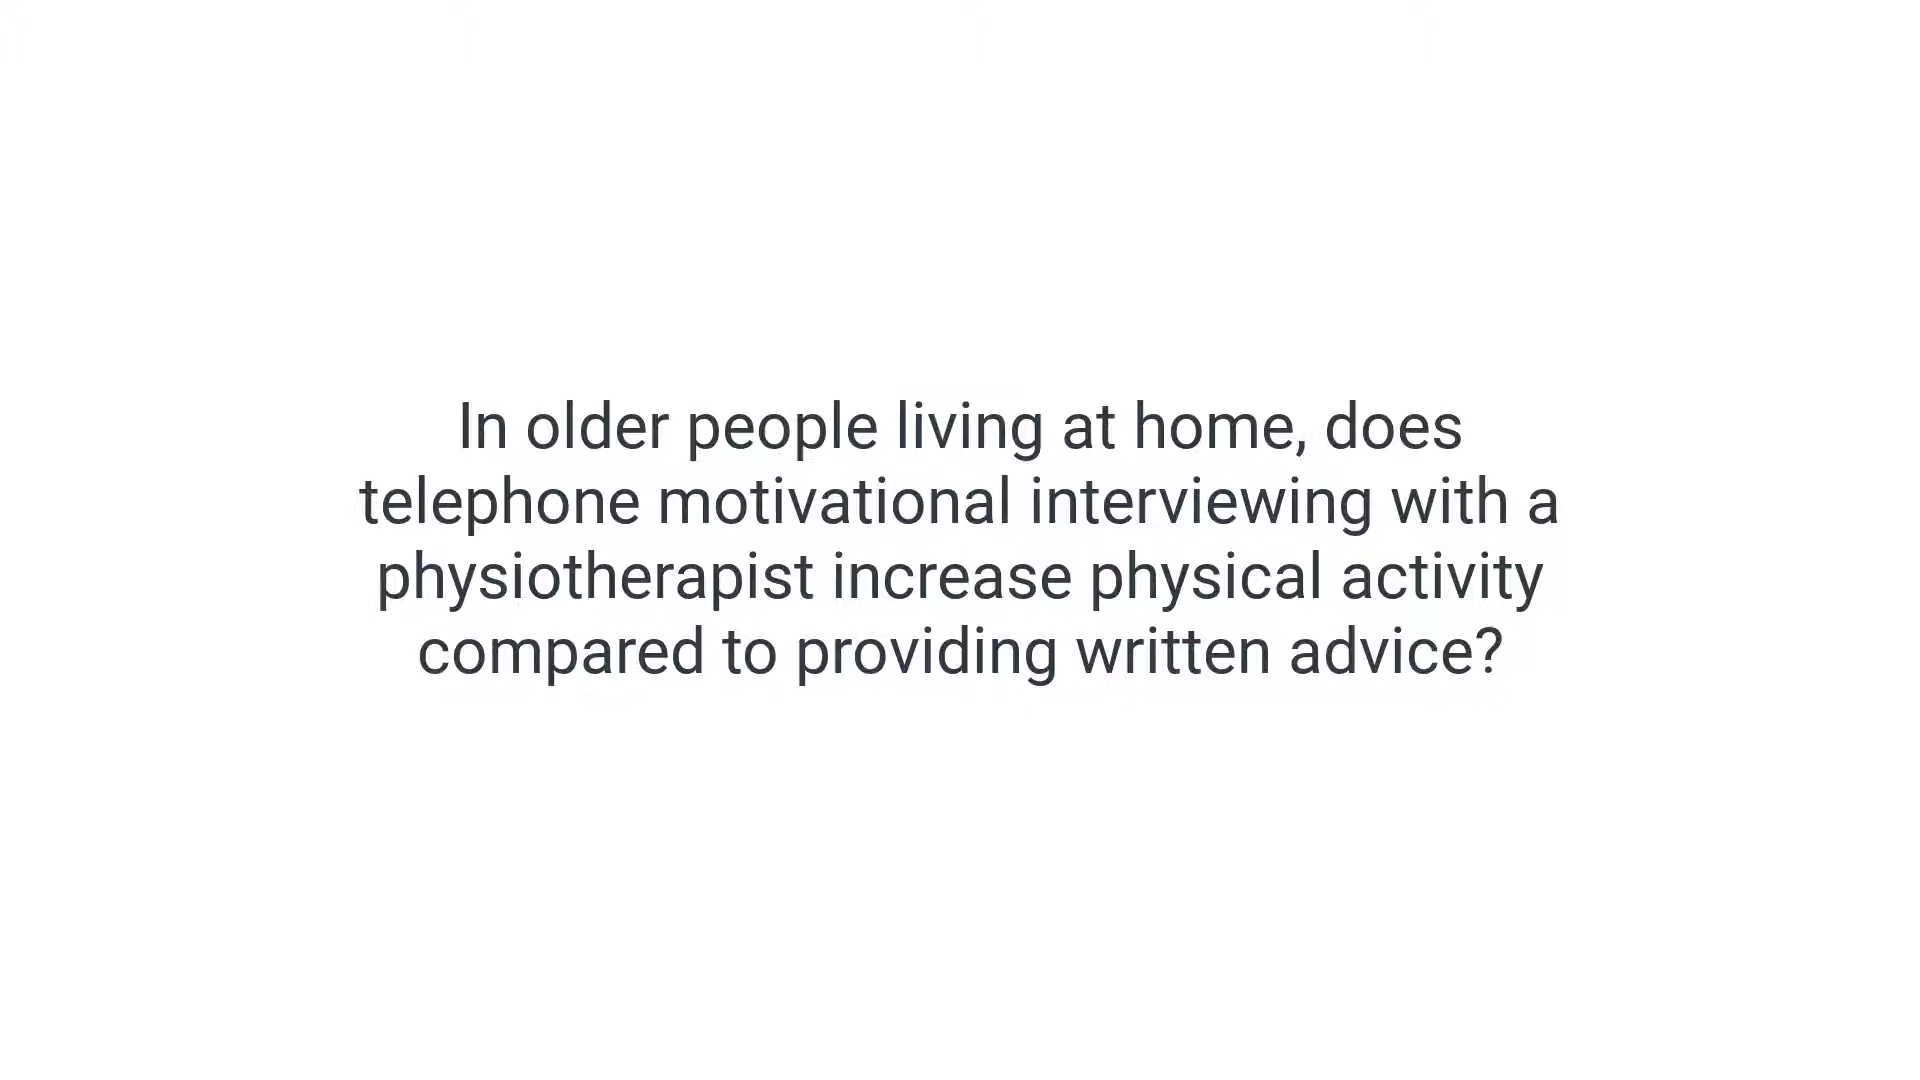 In older people living at home, does
telephone motivational interviewing with a
physiotherapist increase physical activity
compared to providing written advice?